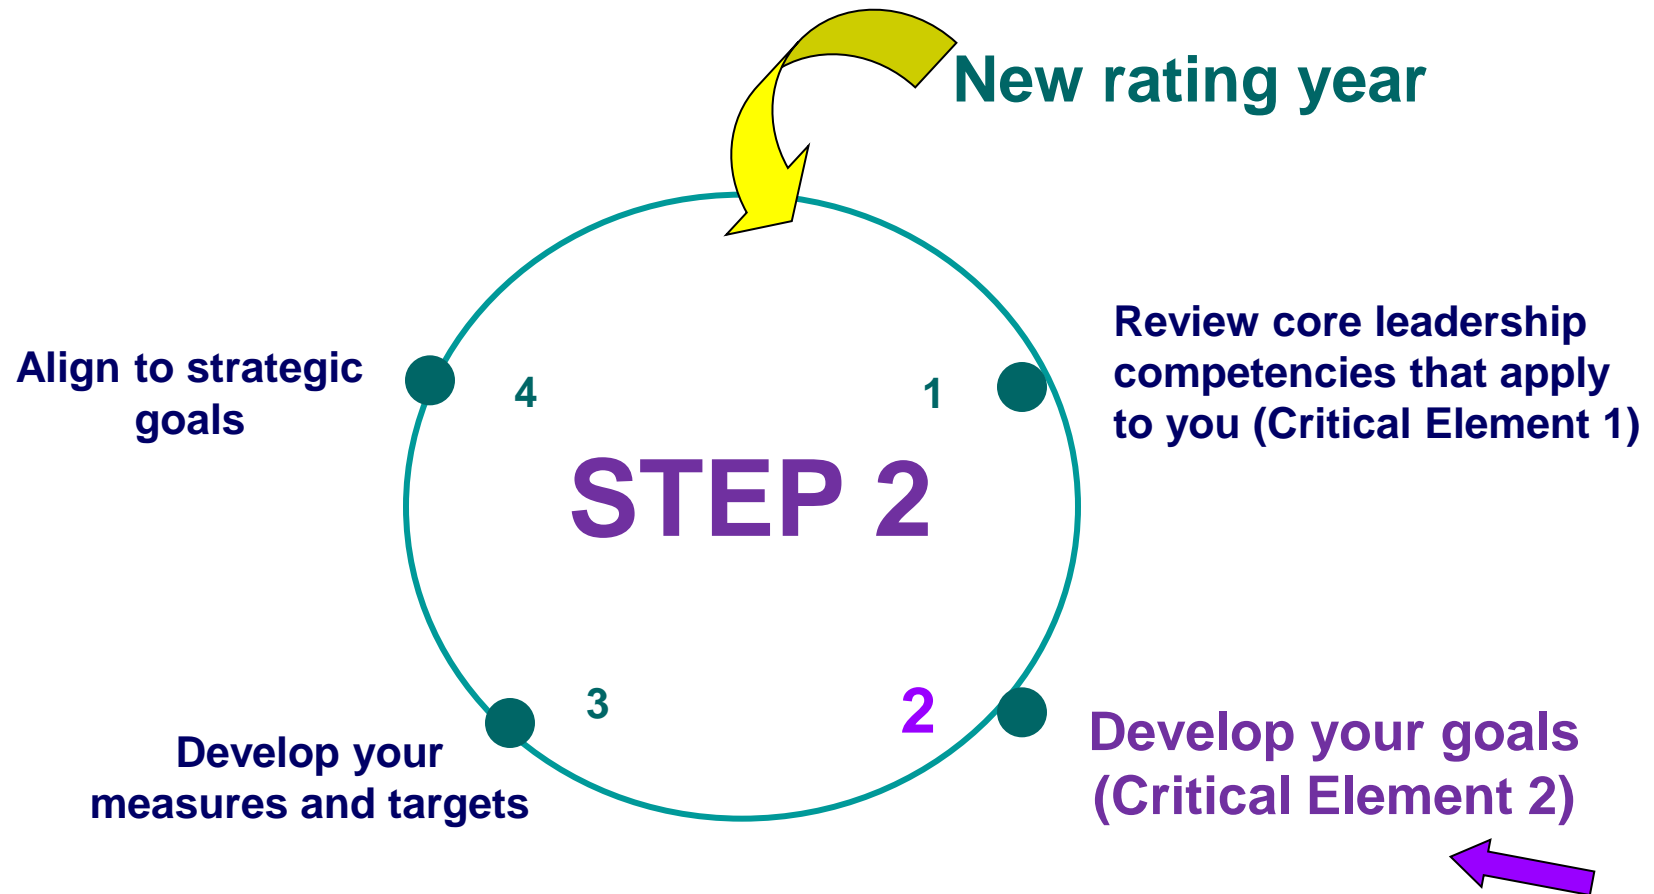 New rating year
Review core leadership
competencies that apply
to you (Critical Element 1)
Align to strategic
goals
4
1
STEP 2
3
2
Develop your goals
(Critical Element 2)
Develop your
measures and targets